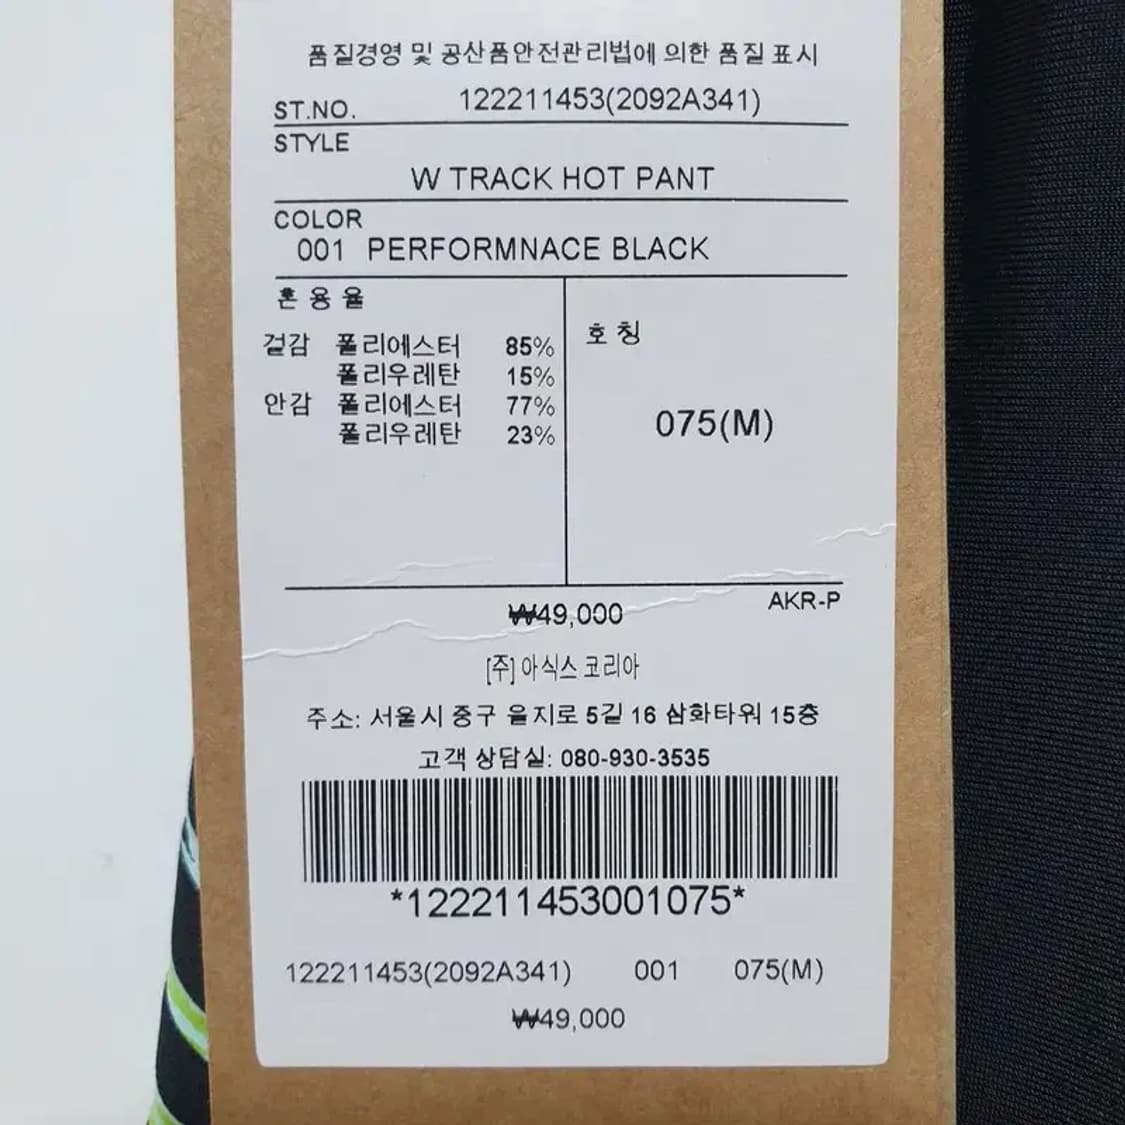 품질경영 및 공산품안전관리법에 의한 품질 표시
ST.NO. 122211453(2092A341)
STYLE
W TRACK HOT PANT
COLOR
001 PERFORMNACE BLACK
혼용율
겉감 폴리에스터 85%
폴리우레탄 15%
안감 폴리에스터 77%
폴리우레탄 23%
호칭
075(M)
₩49,000
AKR-P
[주]아식스 코리아
주소: 서울시 중구 을지로 5길 16 삼화타워 15층
고객 상담실: 080-930-3535
*122211453001075*
122211453(2092A341) 001 075(M)
₩49,000